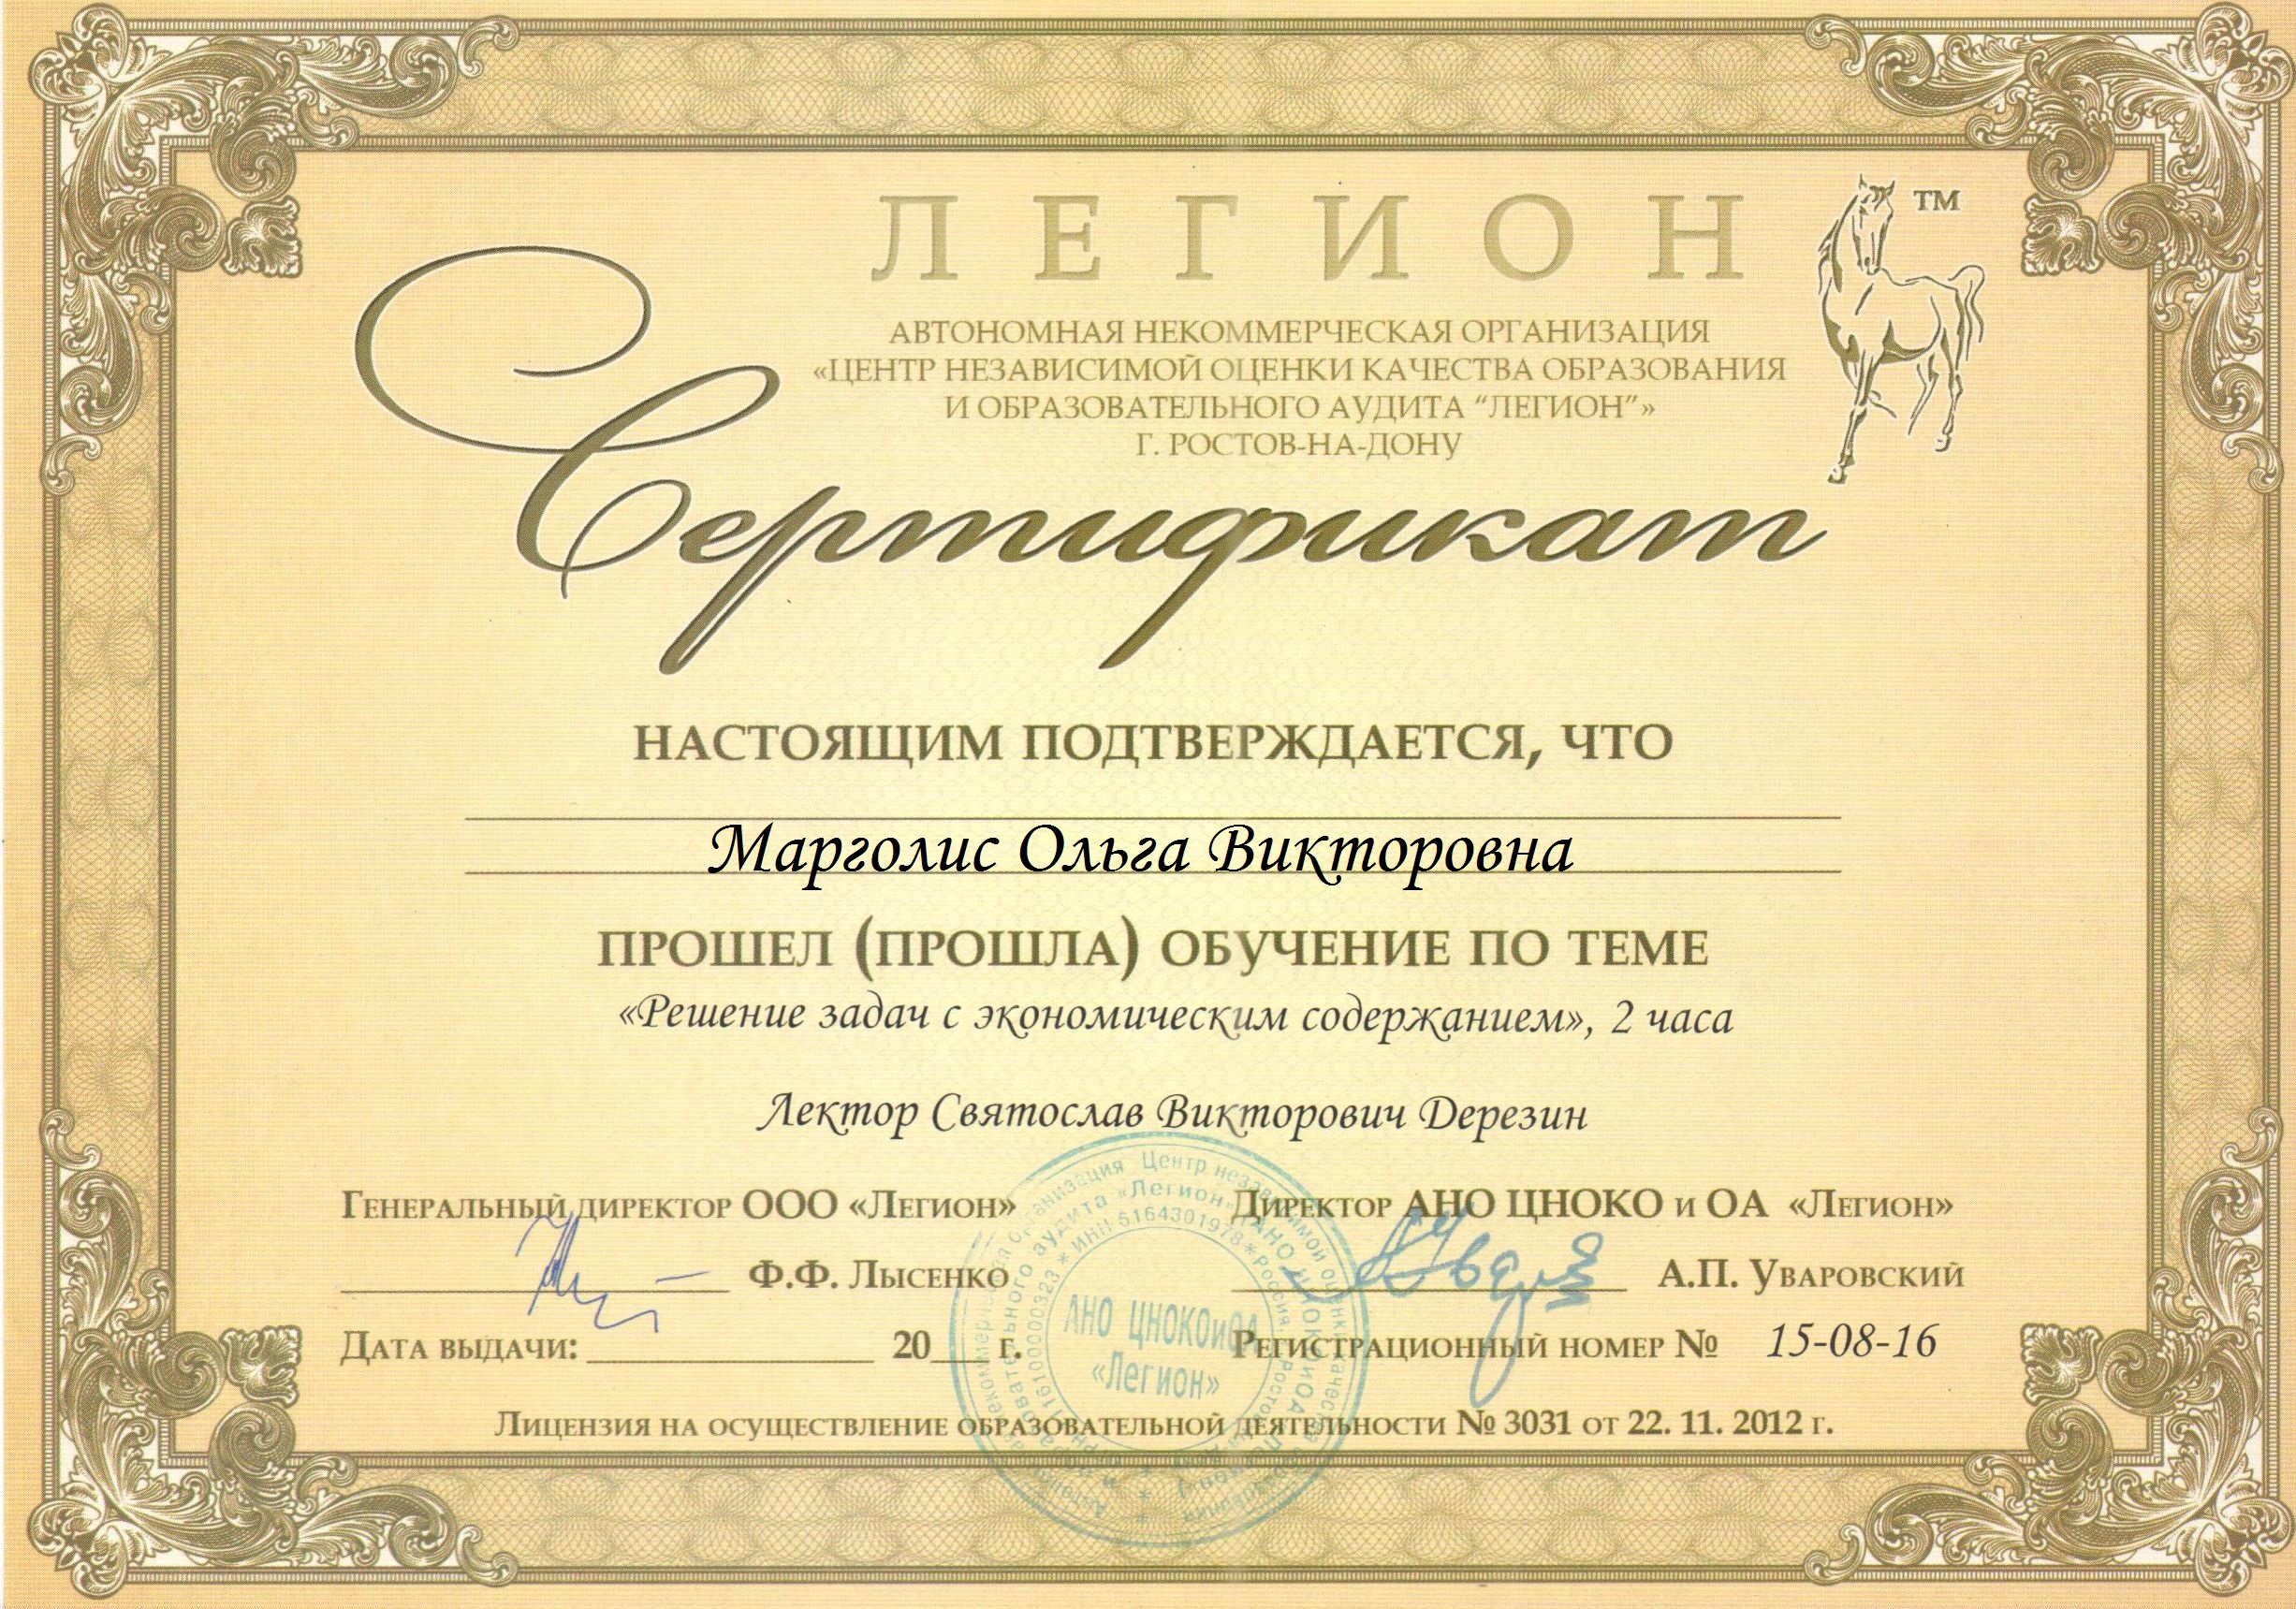 ЛЕГИОН
TM
АВТОНОМНАЯ НЕКОММЕРЧЕСКАЯ ОРГАНИЗАЦИЯ
«ЦЕНТР НЕЗАВИСИМОЙ ОЦЕНКИ КАЧЕСТВА ОБРАЗОВАНИЯ
И ОБРАЗОВАТЕЛЬНОГО АУДИТА “ЛЕГИОН”»
Г. РОСТОВ-НА-ДОНУ
Сертификат
НАСТОЯЩИМ ПОДТВЕРЖДАЕТСЯ, ЧТО
Марголис Ольга Викторовна
ПРОШЕЛ (ПРОШЛА) ОБУЧЕНИЕ ПО ТЕМЕ
«Решение задач с экономическим содержанием», 2 часа
Лектор Святослав Викторович Дерезин
ГЕНЕРАЛЬНЫЙ ДИРЕКТОР ООО «ЛЕГИОН»
ДИРЕКТОР АНО ЦНОКО И ОА «ЛЕГИОН»
Ф.Ф. ЛЫСЕНКО
А.П. УВАРОВСКИЙ
ДАТА ВЫДАЧИ: ____________ 20___ Г.
РЕГИСТРАЦИОННЫЙ НОМЕР № 15-08-16
ЛИЦЕНЗИЯ НА ОСУЩЕСТВЛЕНИЕ ОБРАЗОВАТЕЛЬНОЙ ДЕЯТЕЛЬНОСТИ № 3031 ОТ 22. 11. 2012 Г.
АНО ЦНОКОиОА
«Легион»